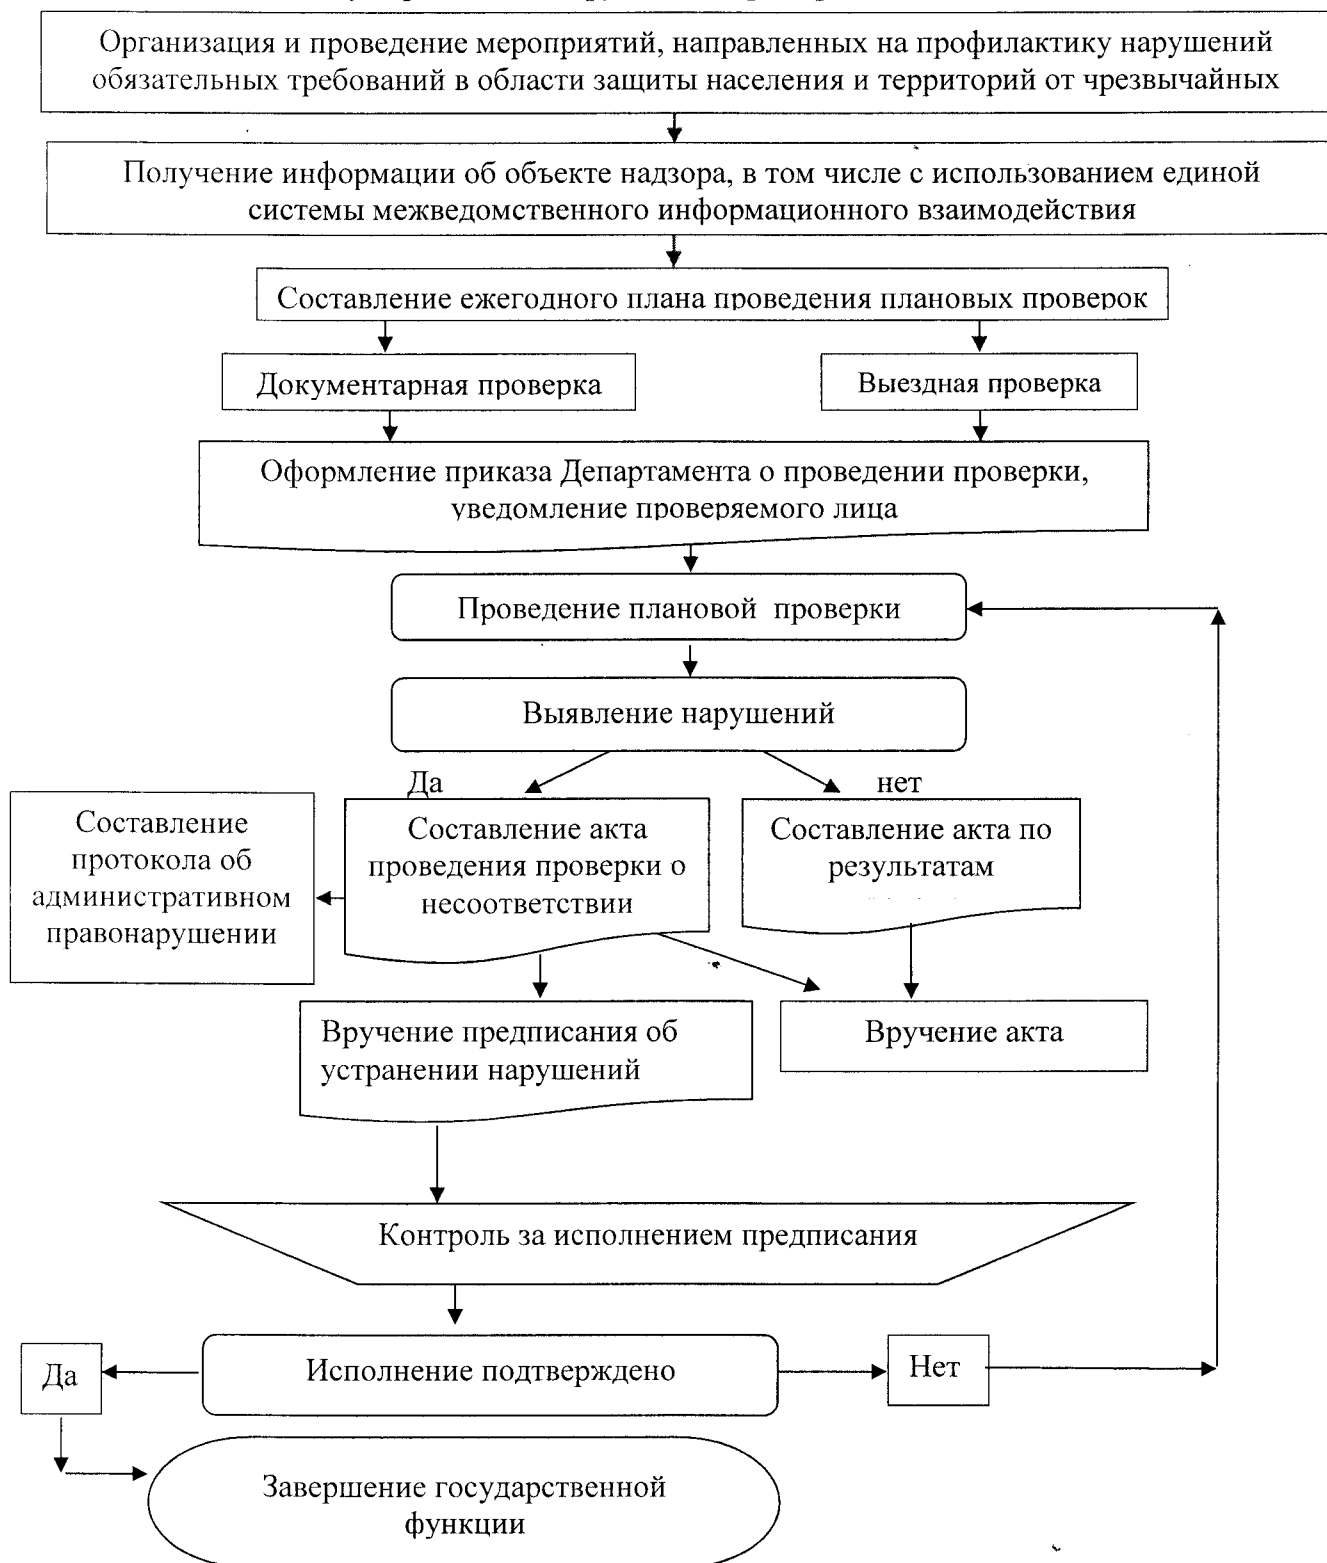 Организация и проведение мероприятий, направленных на профилактику нарушений
обязательных требований в области защиты населения и территорий от чрезвычайных
Получение информации об объекте надзора, в том числе с использованием единой
системы межведомственного информационного взаимодействия
Составление ежегодного плана проведения плановых проверок
Документарная проверка
Выездная проверка
Оформление приказа Департамента о проведении проверки,
уведомление проверяемого лица
Проведение плановой проверки
Выявление нарушений
Да
нет
Составление
протокола об
административном
правонарушении
Составление акта
проведения проверки о
несоответствии
Составление акта по
результатам
Вручение предписания об
устранении нарушений
Вручение акта
Контроль за исполнением предписания
Да
Исполнение подтверждено
Нет
Завершение государственной
функции